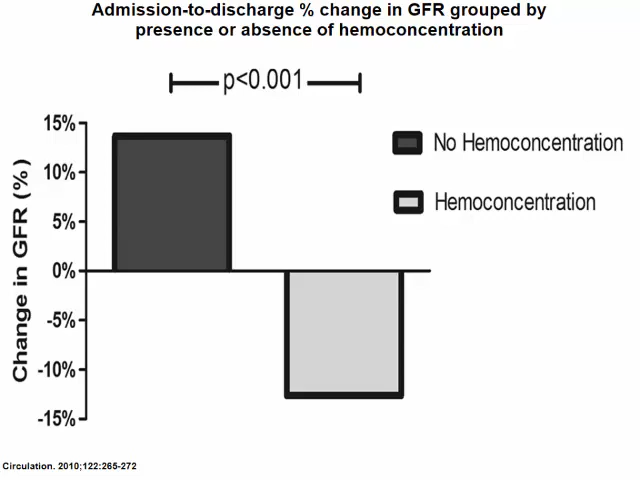 Admission-to-discharge % change in GFR grouped by
presence or absence of hemoconcentration
p<0.001
15%
10%
5%
0%
-5%
-10%
-15%
Change in GFR (%)
No Hemoconcentration
Hemoconcentration
Circulation. 2010;122:265-272